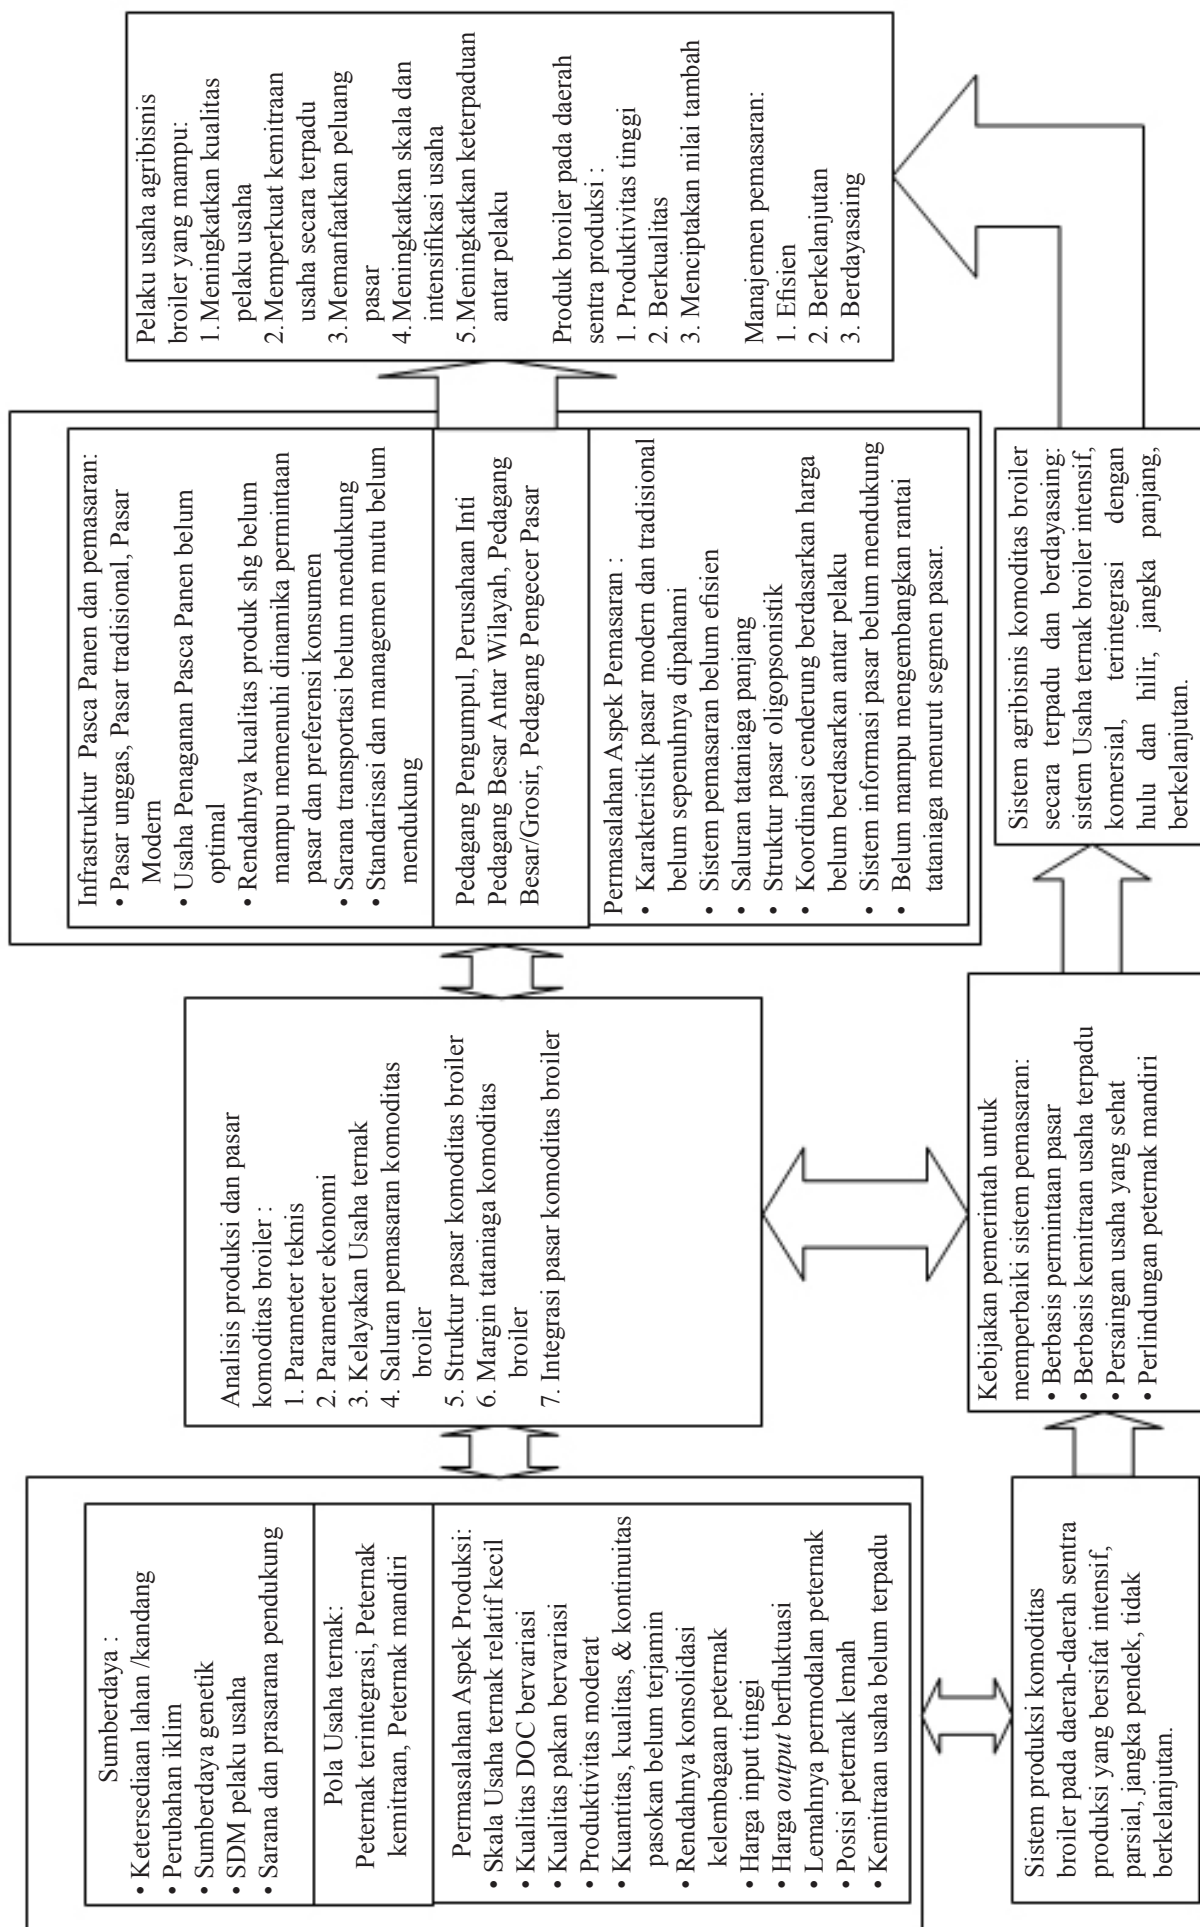 Sumberdaya :
• Ketersediaan lahan /kandang
• Perubahan iklim
• Sumberdaya genetik
• SDM pelaku usaha
• Sarana dan prasarana pendukung
Pola Usaha ternak:
Peternak terintegrasi, Peternak
kemitraan, Peternak mandiri
Permasalahan Aspek Produksi:
• Skala Usaha ternak relatif kecil
• Kualitas DOC bervariasi
• Kualitas pakan bervariasi
• Produktivitas moderat
• Kuantitas, kualitas, & kontinuitas
pasokan belum terjamin
• Rendahnya konsolidasi
kelembagaan peternak
• Harga input tinggi
• Harga output berfluktuasi
• Lemahnya permodalan peternak
• Posisi peternak lemah
• Kemitraan usaha belum terpadu
Sistem produksi komoditas
broiler pada daerah-daerah sentra
produksi yang bersifat intensif,
parsial, jangka pendek, tidak
berkelanjutan.
Analisis produksi dan pasar
komoditas broiler :
1. Parameter teknis
2. Parameter ekonomi
3. Kelayakan Usaha ternak
4. Saluran pemasaran komoditas
broiler
5. Struktur pasar komoditas broiler
6. Margin tataniaga komoditas
broiler
7. Integrasi pasar komoditas broiler
Kebijakan pemerintah untuk
memperbaiki sistem pemasaran:
• Berbasis permintaan pasar
• Berbasis kemitraan usaha terpadu
• Persaingan usaha yang sehat
• Perlindungan peternak mandiri
Infrastruktur Pasca Panen dan pemasaran:
• Pasar unggas, Pasar tradisional, Pasar
Modern
• Usaha Penaganan Pasca Panen belum
optimal
• Rendahnya kualitas produk shg belum
mampu memenuhi dinamika permintaan
pasar dan preferensi konsumen
• Sarana transportasi belum mendukung
• Standarisasi dan managemen mutu belum
mendukung
Pedagang Pengumpul, Perusahaan Inti
Pedagang Besar Antar Wilayah, Pedagang
Besar/Grosir, Pedagang Pengecer Pasar
Permasalahan Aspek Pemasaran :
• Karakteristik pasar modern dan tradisional
belum sepenuhnya dipahami
• Sistem pemasaran belum efisien
• Saluran tataniaga panjang
• Struktur pasar oligopsonistik
• Koordinasi cenderung berdasarkan harga
belum berdasarkan antar pelaku
• Sistem informasi pasar belum mendukung
• Belum mampu mengembangkan rantai
tataniaga menurut segmen pasar.
Sistem agribisnis komoditas broiler
secara terpadu dan berdayasaing:
sistem Usaha ternak broiler intensif,
komersial, terintegrasi dengan
hulu dan hilir, jangka panjang,
berkelanjutan.
Pelaku usaha agribisnis
broiler yang mampu:
1. Meningkatkan kualitas
pelaku usaha
2. Memperkuat kemitraan
usaha secara terpadu
3. Memanfaatkan peluang
pasar
4. Meningkatkan skala dan
intensifikasi usaha
5. Meningkatkan keterpaduan
antar pelaku
Produk broiler pada daerah
sentra produksi :
1. Produktivitas tinggi
2. Berkualitas
3. Menciptakan nilai tambah
Manajemen pemasaran:
1. Efisien
2. Berkelanjutan
3. Berdayasaing